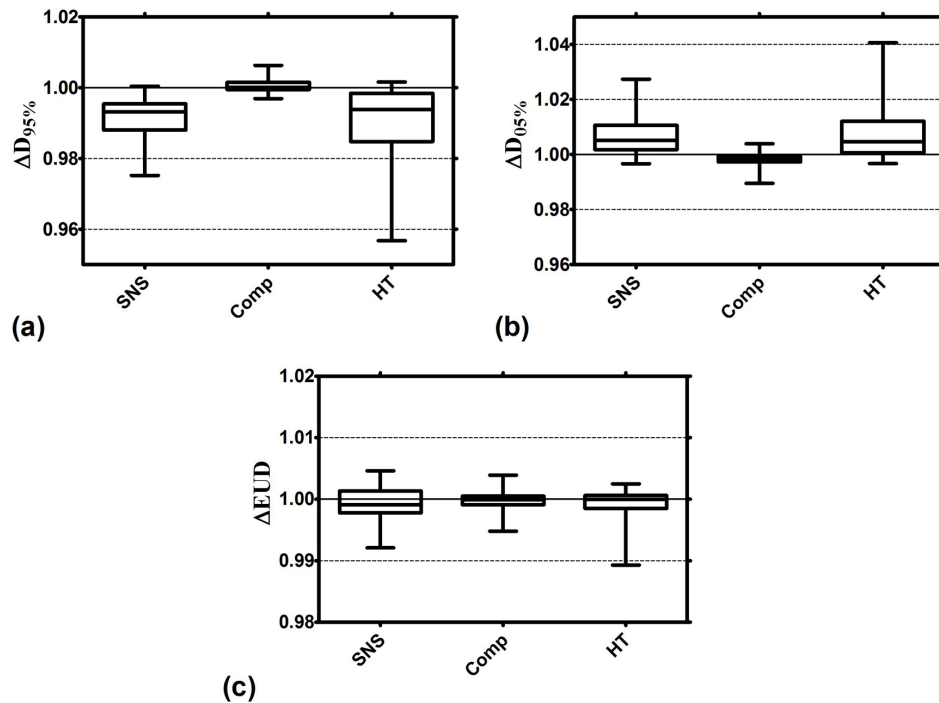 1.02
1.00
0.98
0.96
ΔD95%
SNS
Comp
HT
(a)
1.04
1.02
1.00
0.98
0.96
ΔD05%
SNS
Comp
HT
(b)
1.02
1.01
1.00
0.99
0.98
ΔEUD
SNS
Comp
HT
(c)